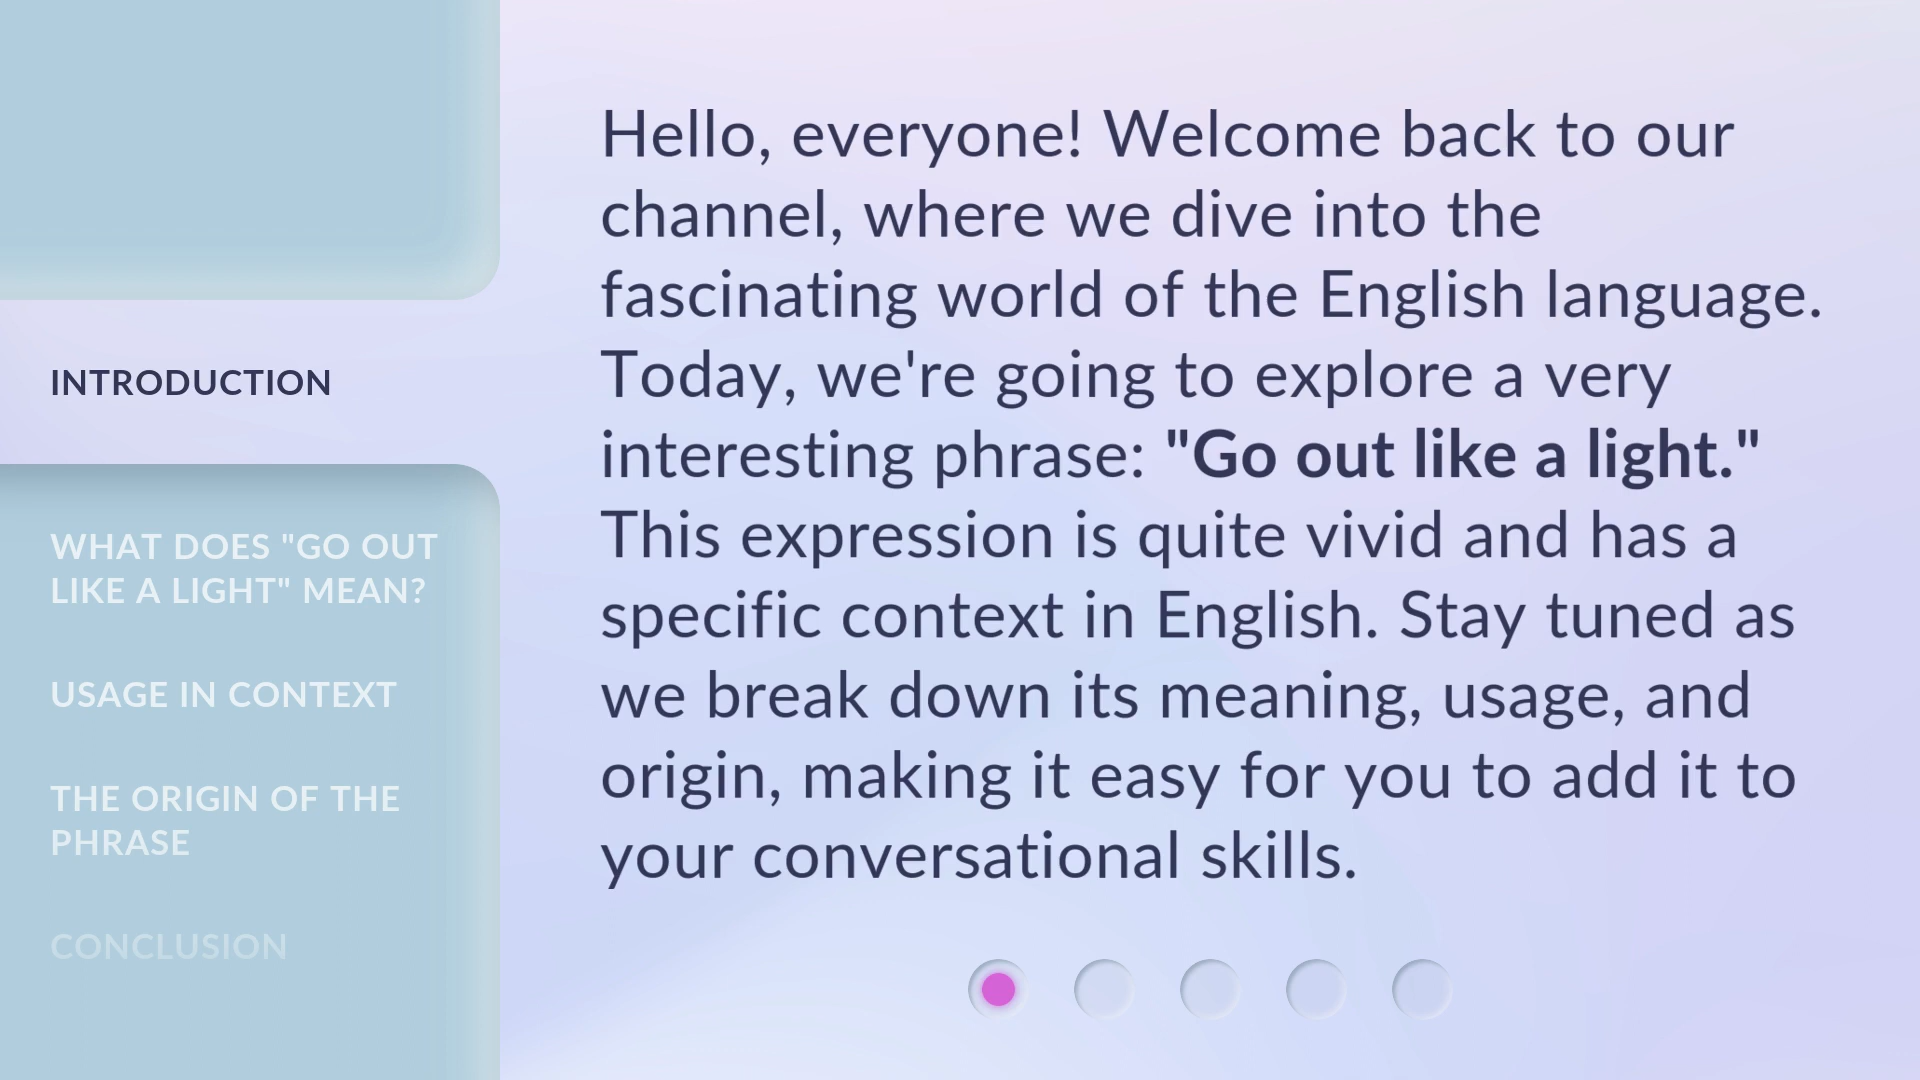 INTRODUCTION
WHAT DOES "GO OUT
LIKE A LIGHT" MEAN?
USAGE IN CONTEXT
THE ORIGIN OF THE
PHRASE
CONCLUSION
Hello, everyone! Welcome back to our
channel, where we dive into the
fascinating world of the English language.
Today, we're going to explore a very
interesting phrase: "Go out like a light."
This expression is quite vivid and has a
specific context in English. Stay tuned as
we break down its meaning, usage, and
origin, making it easy for you to add it to
your conversational skills.